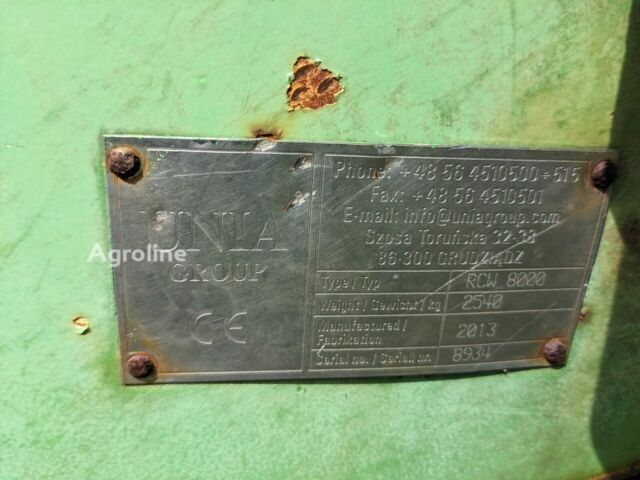 UNIA
GROUP
CE
Phone: +48 56 4510500÷515
Fax: +48 56 4510501
E-mail: info@uniagroup.com
Szosa Toruńska 32-38
86-300 GRUDZIĄDZ
Type / Typ RCW 8000
Weight / Gewicht / kg 2540
Manufactured / Fabrikation 2013
Serial no. / Seriall nr. 8934
Agroline